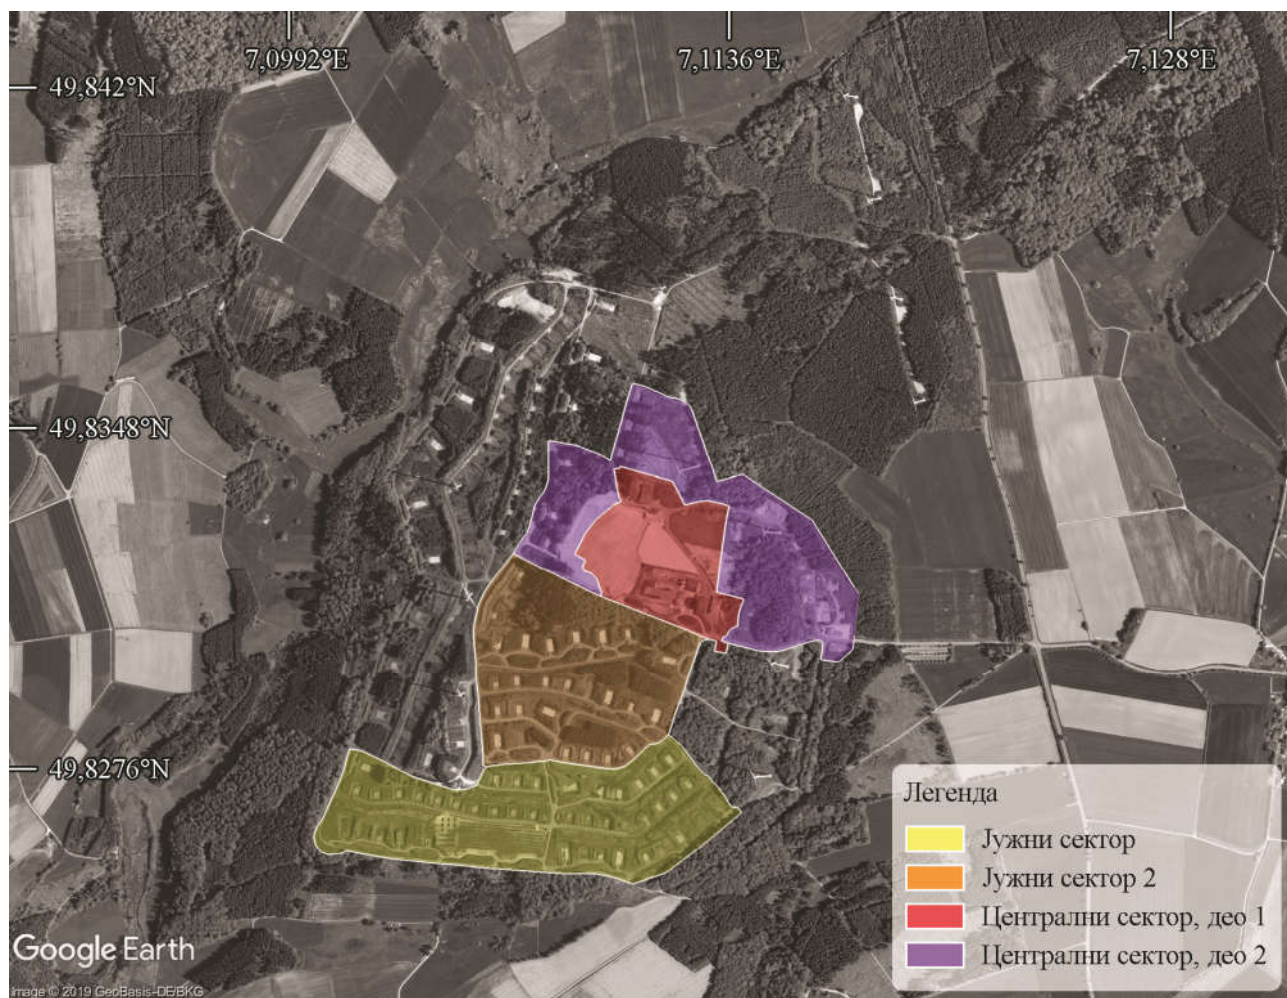 7,0992°E
7,1136°E
7,128°E
49,842°N
49,8348°N
49,8276°N
Легенда
Јужни сектор
Јужни сектор 2
Централни сектор, део 1
Централни сектор, део 2
Google Earth
Image © 2019 GeoBasis-DE/BKG